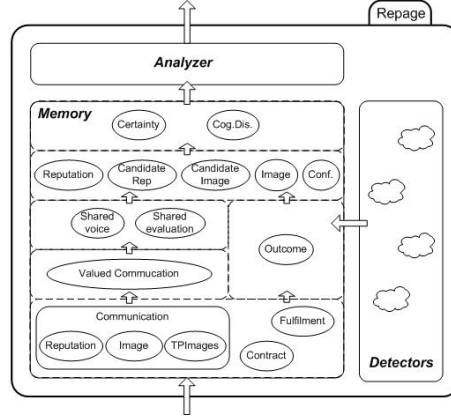 Repage
Analyzer
Memory
Certainty
Cog.Dis.
Reputation
Candidate
Rep
Candidate
Image
Image
Conf.
Shared
voice
Shared
evaluation
Outcome
Valued Commucation
Communication
Reputation
Image
TPImages
Fulfilment
Contract
Detectors